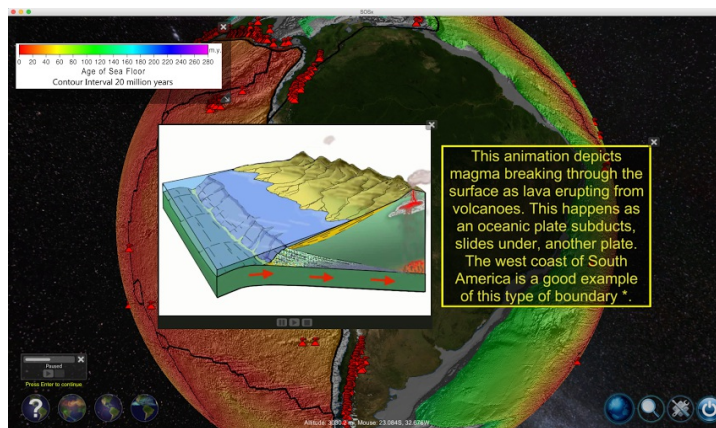 SOSx
m.y.
0 20 40 60 80 100 120 140 160 180 200 220 240 260 280
Age of Sea Floor
Contour Interval 20 million years
This animation depicts
magma breaking through the
surface as lava erupting from
volcanoes. This happens as
an oceanic plate subducts,
slides under, another plate.
The west coast of South
America is a good example
of this type of boundary *.
Paused
Press Enter to continue.
?